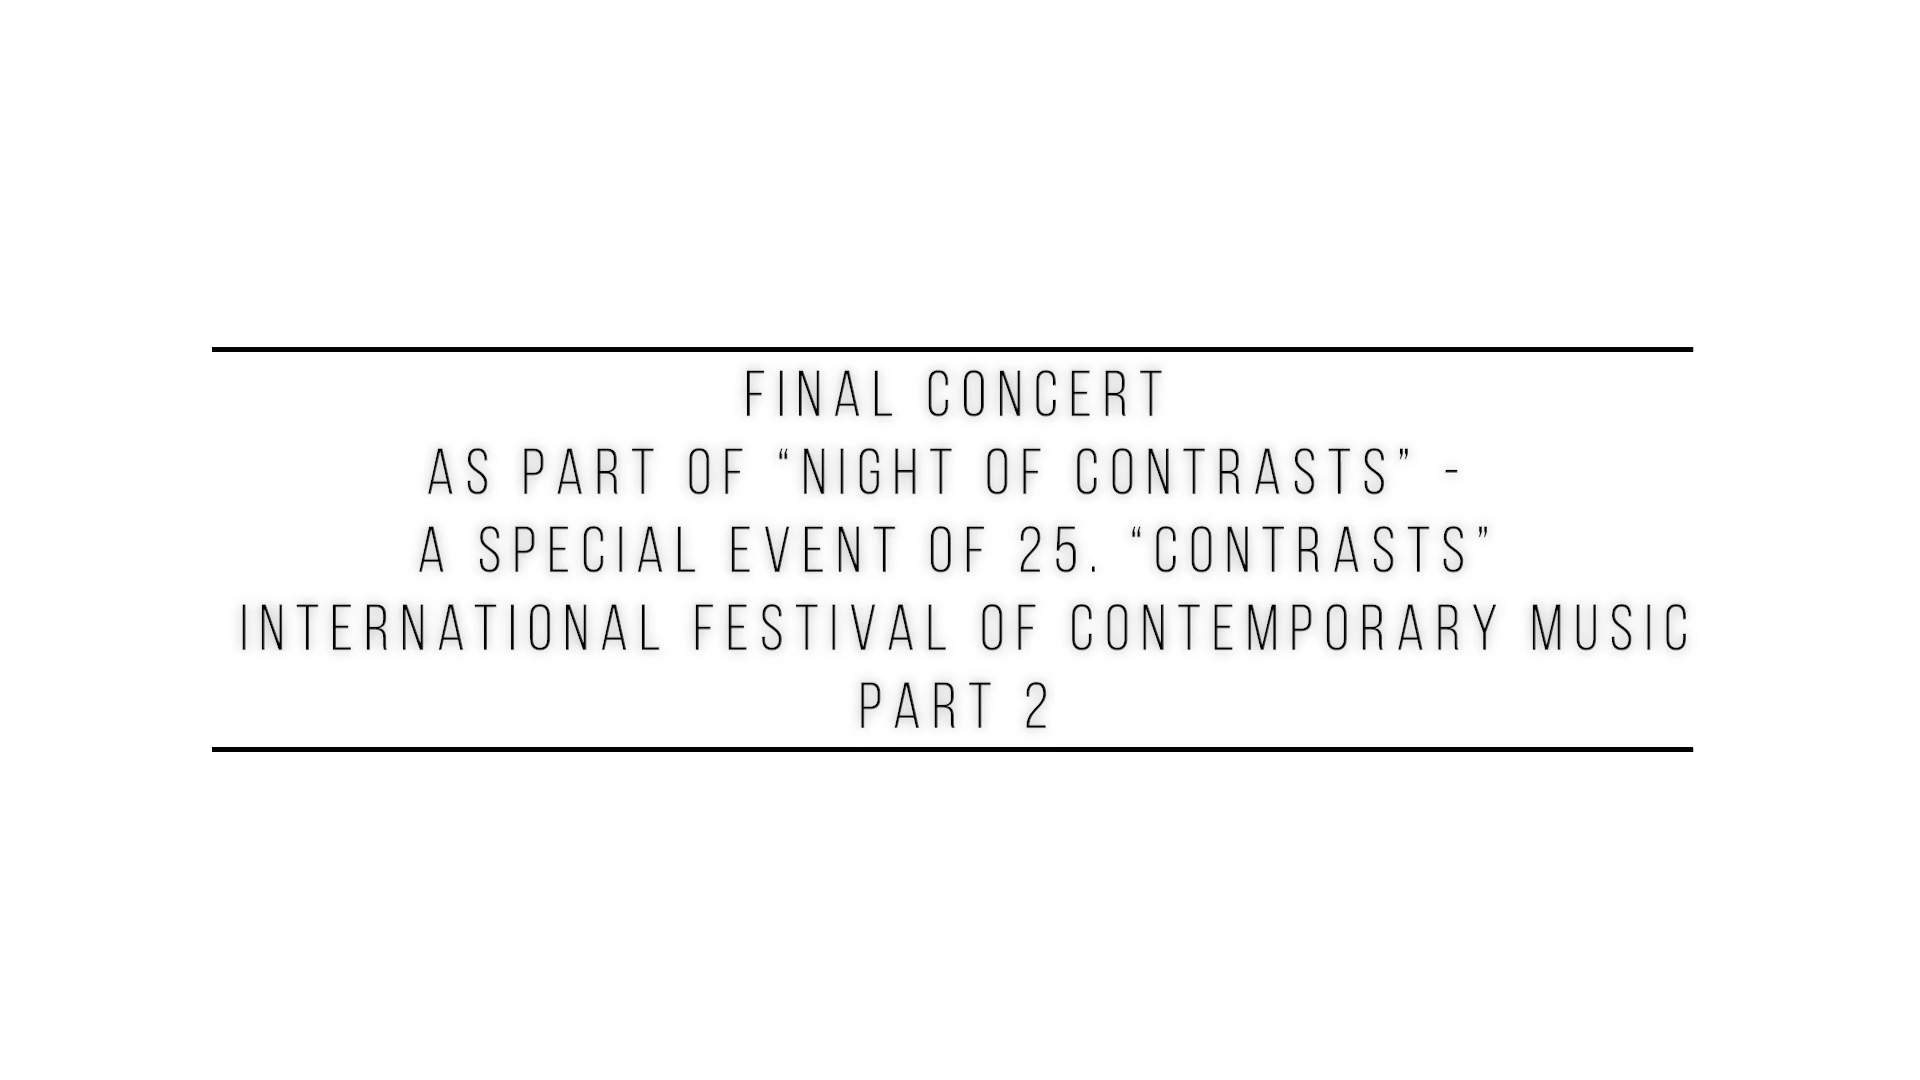 FINAL CONCERT
AS PART OF “NIGHT OF CONTRASTS” -
A SPECIAL EVENT OF 25. “CONTRASTS”
INTERNATIONAL FESTIVAL OF CONTEMPORARY MUSIC
PART 2